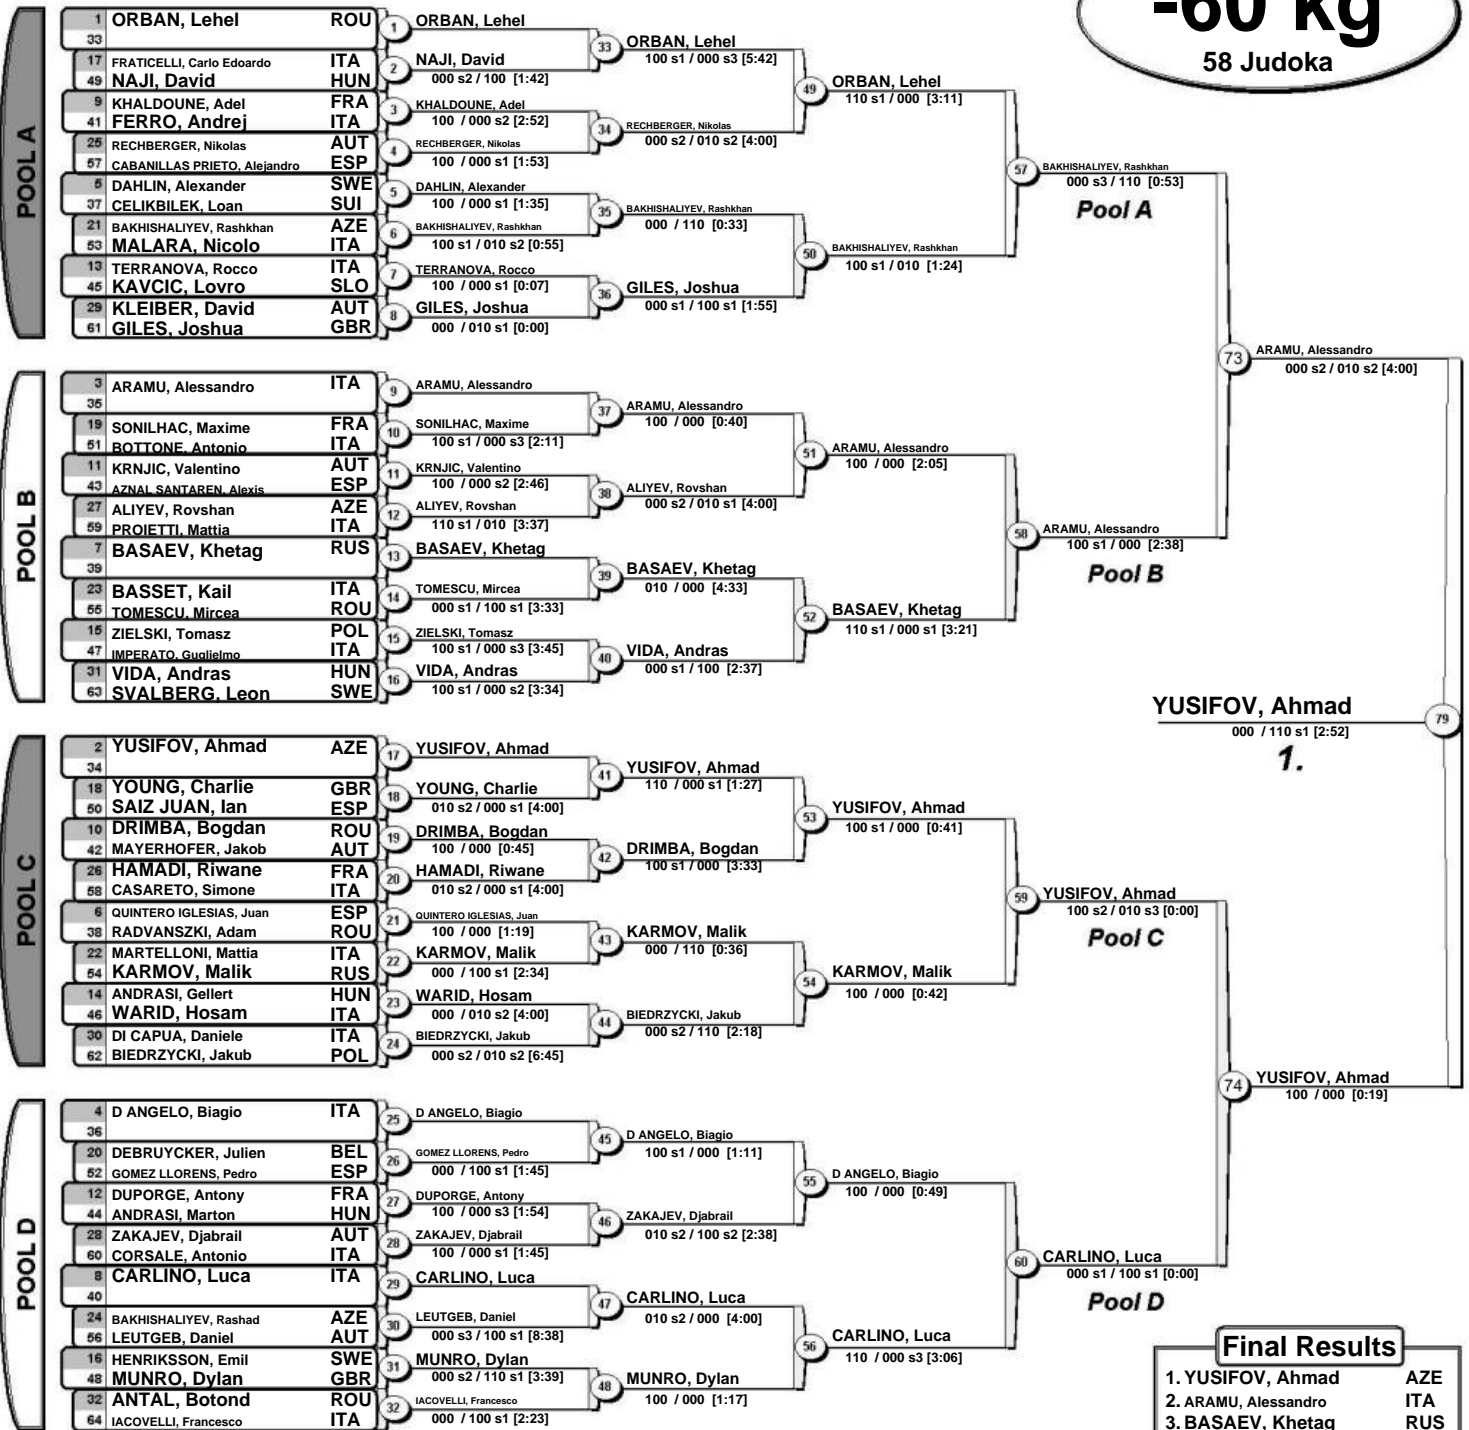 -60 kg
58 Judoka
POOL A
1 ORBAN, Lehel ROU
33
17 FRATICELLI, Carlo Edoardo ITA
49 NAJI, David HUN
9 KHALDOUNE, Adel FRA
41 FERRO, Andrej ITA
25 RECHBERGER, Nikolas AUT
57 CABANILLAS PRIETO, Alejandro ESP
5 DAHLIN, Alexander SWE
37 CELIKBILEK, Loan SUI
21 BAKHISHALIYEV, Rashkhan AZE
53 MALARA, Nicolo ITA
13 TERRANOVA, Rocco ITA
45 KAVCIC, Lovro SLO
29 KLEIBER, David AUT
61 GILES, Joshua GBR
1 ORBAN, Lehel
2 NAJI, David
000 s2 / 100 [1:42]
3 KHALDOUNE, Adel
100 / 000 s2 [2:52]
4 RECHBERGER, Nikolas
100 / 000 s1 [1:53]
5 DAHLIN, Alexander
100 / 000 s1 [1:35]
6 BAKHISHALIYEV, Rashkhan
100 s1 / 010 s2 [0:55]
7 TERRANOVA, Rocco
100 / 000 s1 [0:07]
8 GILES, Joshua
000 / 010 s1 [0:00]
33 ORBAN, Lehel
100 s1 / 000 s3 [5:42]
34 RECHBERGER, Nikolas
000 s2 / 010 s2 [4:00]
35 BAKHISHALIYEV, Rashkhan
000 / 110 [0:33]
36 GILES, Joshua
000 s1 / 100 s1 [1:55]
49 ORBAN, Lehel
110 s1 / 000 [3:11]
50 BAKHISHALIYEV, Rashkhan
100 s1 / 010 [1:24]
57 BAKHISHALIYEV, Rashkhan
000 s3 / 110 [0:53]
Pool A
POOL B
3 ARAMU, Alessandro ITA
35
19 SONILHAC, Maxime FRA
51 BOTTONE, Antonio ITA
11 KRNJIC, Valentino AUT
43 AZNAL SANTAREN, Alexis ESP
27 ALIYEV, Rovshan AZE
59 PROIETTI, Mattia ITA
7 BASAEV, Khetag RUS
39
23 BASSET, Kail ITA
55 TOMESCU, Mircea ROU
15 ZIELSKI, Tomasz POL
47 IMPERATO, Guglielmo ITA
31 VIDA, Andras HUN
63 SVALBERG, Leon SWE
9 ARAMU, Alessandro
10 SONILHAC, Maxime
100 s1 / 000 s3 [2:11]
11 KRNJIC, Valentino
100 / 000 s2 [2:46]
12 ALIYEV, Rovshan
110 s1 / 010 [3:37]
13 BASAEV, Khetag
14 TOMESCU, Mircea
000 s1 / 100 s1 [3:33]
15 ZIELSKI, Tomasz
100 s1 / 000 s3 [3:45]
16 VIDA, Andras
100 s1 / 000 s2 [3:34]
37 ARAMU, Alessandro
100 / 000 [0:40]
38 ALIYEV, Rovshan
000 s2 / 010 s1 [4:00]
39 BASAEV, Khetag
010 / 000 [4:33]
40 VIDA, Andras
000 s1 / 100 [2:37]
51 ARAMU, Alessandro
100 / 000 [2:05]
52 BASAEV, Khetag
110 s1 / 000 s1 [3:21]
58 ARAMU, Alessandro
100 s1 / 000 [2:38]
Pool B
73 ARAMU, Alessandro
000 s2 / 010 s2 [4:00]
YUSIFOV, Ahmad 79
000 / 110 s1 [2:52]
1.
POOL C
2 YUSIFOV, Ahmad AZE
34
18 YOUNG, Charlie GBR
50 SAIZ JUAN, Ian ESP
10 DRIMBA, Bogdan ROU
42 MAYERHOFER, Jakob AUT
26 HAMADI, Riwane FRA
58 CASARETO, Simone ITA
6 QUINTERO IGLESIAS, Juan ESP
38 RADVANSZKI, Adam ROU
22 MARTELLONI, Mattia ITA
54 KARMOV, Malik RUS
14 ANDRASI, Gellert HUN
46 WARID, Hosam ITA
30 DI CAPUA, Daniele ITA
62 BIEDRZYCKI, Jakub POL
17 YUSIFOV, Ahmad
18 YOUNG, Charlie
010 s2 / 000 s1 [4:00]
19 DRIMBA, Bogdan
100 / 000 [0:45]
20 HAMADI, Riwane
010 s2 / 000 s1 [4:00]
21 QUINTERO IGLESIAS, Juan
100 / 000 [1:19]
22 KARMOV, Malik
000 / 100 s1 [2:34]
23 WARID, Hosam
000 / 010 s2 [4:00]
24 BIEDRZYCKI, Jakub
000 s2 / 010 s2 [6:45]
41 YUSIFOV, Ahmad
110 / 000 s1 [1:27]
42 DRIMBA, Bogdan
100 s1 / 000 [3:33]
43 KARMOV, Malik
000 / 110 [0:36]
44 BIEDRZYCKI, Jakub
000 s2 / 110 [2:18]
53 YUSIFOV, Ahmad
100 s1 / 000 [0:41]
54 KARMOV, Malik
100 / 000 [0:42]
59 YUSIFOV, Ahmad
100 s2 / 010 s3 [0:00]
Pool C
74 YUSIFOV, Ahmad
100 / 000 [0:19]
POOL D
4 D ANGELO, Biagio ITA
36
20 DEBRUYCKER, Julien BEL
52 GOMEZ LLORENS, Pedro ESP
12 DUPORGE, Antony FRA
44 ANDRASI, Marton HUN
28 ZAKAJEV, Djabrail AUT
60 CORSALE, Antonio ITA
8 CARLINO, Luca ITA
40
24 BAKHISHALIYEV, Rashad AZE
56 LEUTGEB, Daniel AUT
16 HENRIKSSON, Emil SWE
48 MUNRO, Dylan GBR
32 ANTAL, Botond ROU
64 IACOVELLI, Francesco ITA
25 D ANGELO, Biagio
26 GOMEZ LLORENS, Pedro
000 / 100 s1 [1:45]
27 DUPORGE, Antony
100 / 000 s3 [1:54]
28 ZAKAJEV, Djabrail
100 / 000 s1 [1:45]
29 CARLINO, Luca
30 LEUTGEB, Daniel
000 s3 / 100 s1 [8:38]
31 MUNRO, Dylan
000 s2 / 110 s1 [3:39]
32 IACOVELLI, Francesco
000 / 100 s1 [2:23]
45 D ANGELO, Biagio
100 s1 / 000 [1:11]
46 ZAKAJEV, Djabrail
010 s2 / 100 s2 [2:38]
47 CARLINO, Luca
010 s2 / 000 [4:00]
48 MUNRO, Dylan
100 / 000 [1:17]
55 D ANGELO, Biagio
100 / 000 [0:49]
56 CARLINO, Luca
110 / 000 s3 [3:06]
60 CARLINO, Luca
000 s1 / 100 s1 [0:00]
Pool D
Final Results
1. YUSIFOV, Ahmad AZE
2. ARAMU, Alessandro ITA
3. BASAEV, Khetag RUS